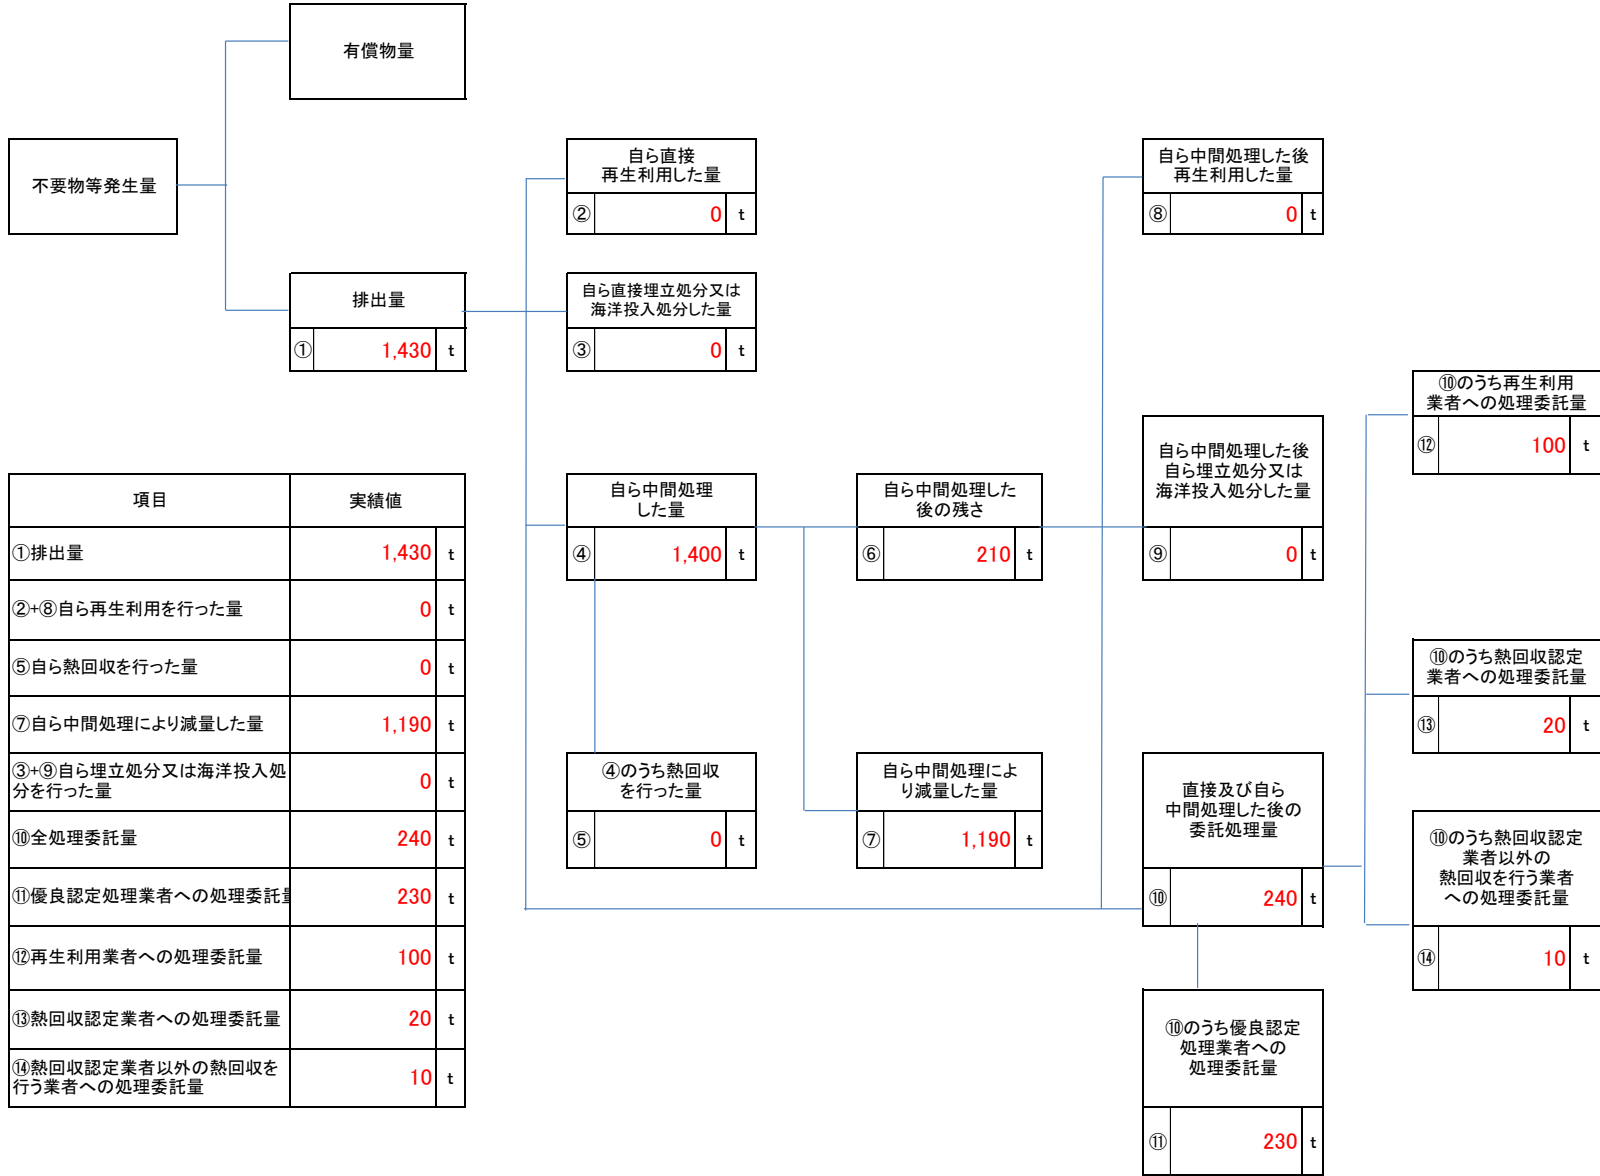 有償物量
不要物等発生量
排出量
① 1,430 t
自ら直接
再生利用した量
② 0 t
自ら直接埋立処分又は
海洋投入処分した量
③ 0 t
自ら中間処理
した量
④ 1,400 t
④のうち熱回収
を行った量
⑤ 0 t
自ら中間処理した
後の残さ
⑥ 210 t
自ら中間処理によ
り減量した量
⑦ 1,190 t
自ら中間処理した後
再生利用した量
⑧ 0 t
自ら中間処理した後
自ら埋立処分又は
海洋投入処分した量
⑨ 0 t
直接及び自ら
中間処理した後の
委託処理量
⑩ 240 t
⑩のうち優良認定
処理業者への
処理委託量
⑪ 230 t
⑩のうち再生利用
業者への処理委託量
⑫ 100 t
⑩のうち熱回収認定
業者への処理委託量
⑬ 20 t
⑩のうち熱回収認定
業者以外の
熱回収を行う業者
への処理委託量
⑭ 10 t
項目 実績値
①排出量 1,430 t
②+⑧自ら再生利用を行った量 0 t
⑤自ら熱回収を行った量 0 t
⑦自ら中間処理により減量した量 1,190 t
③+⑨自ら埋立処分又は海洋投入処
分を行った量 0 t
⑩全処理委託量 240 t
⑪優良認定処理業者への処理委託量 230 t
⑫再生利用業者への処理委託量 100 t
⑬熱回収認定業者への処理委託量 20 t
⑭熱回収認定業者以外の熱回収を
行う業者への処理委託量 10 t